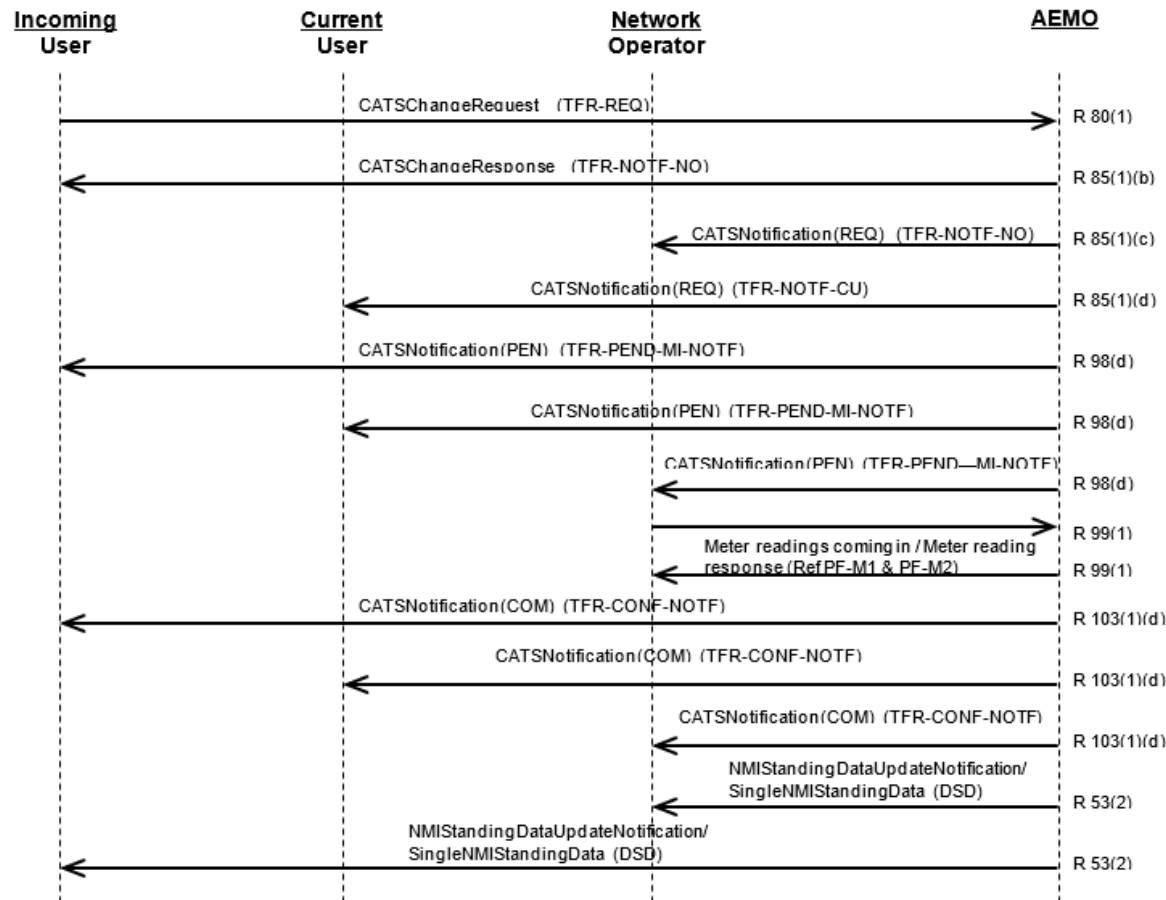 Incoming User
Current User
Network Operator
AEMO
CATSChangeRequest (TFR-REQ)
R 80(1)
CATSChangeResponse (TFR-NOTF-NO)
R 85(1)(b)
CATSNotification(REQ) (TFR-NOTF-NO)
R 85(1)(c)
CATSNotification(REQ) (TFR-NOTF-CU)
R 85(1)(d)
CATSNotification(PEN) (TFR-PEND-MI-NOTF)
R 98(d)
CATSNotification(PEN) (TFR-PEND-MI-NOTF)
R 98(d)
CATSNotification(PEN) (TFR-PEND—MI-NOTF)
R 98(d)
R 99(1)
Meter readings coming in / Meter reading
response (Ref PF-M1 & PF-M2)
R 99(1)
CATSNotification(COM) (TFR-CONF-NOTF)
R 103(1)(d)
CATSNotification(COM) (TFR-CONF-NOTF)
R 103(1)(d)
CATSNotification(COM) (TFR-CONF-NOTF)
R 103(1)(d)
NMIStandingDataUpdateNotification/
SingleNMIStandingData (DSD)
R 53(2)
NMIStandingDataUpdateNotification/
SingleNMIStandingData (DSD)
R 53(2)